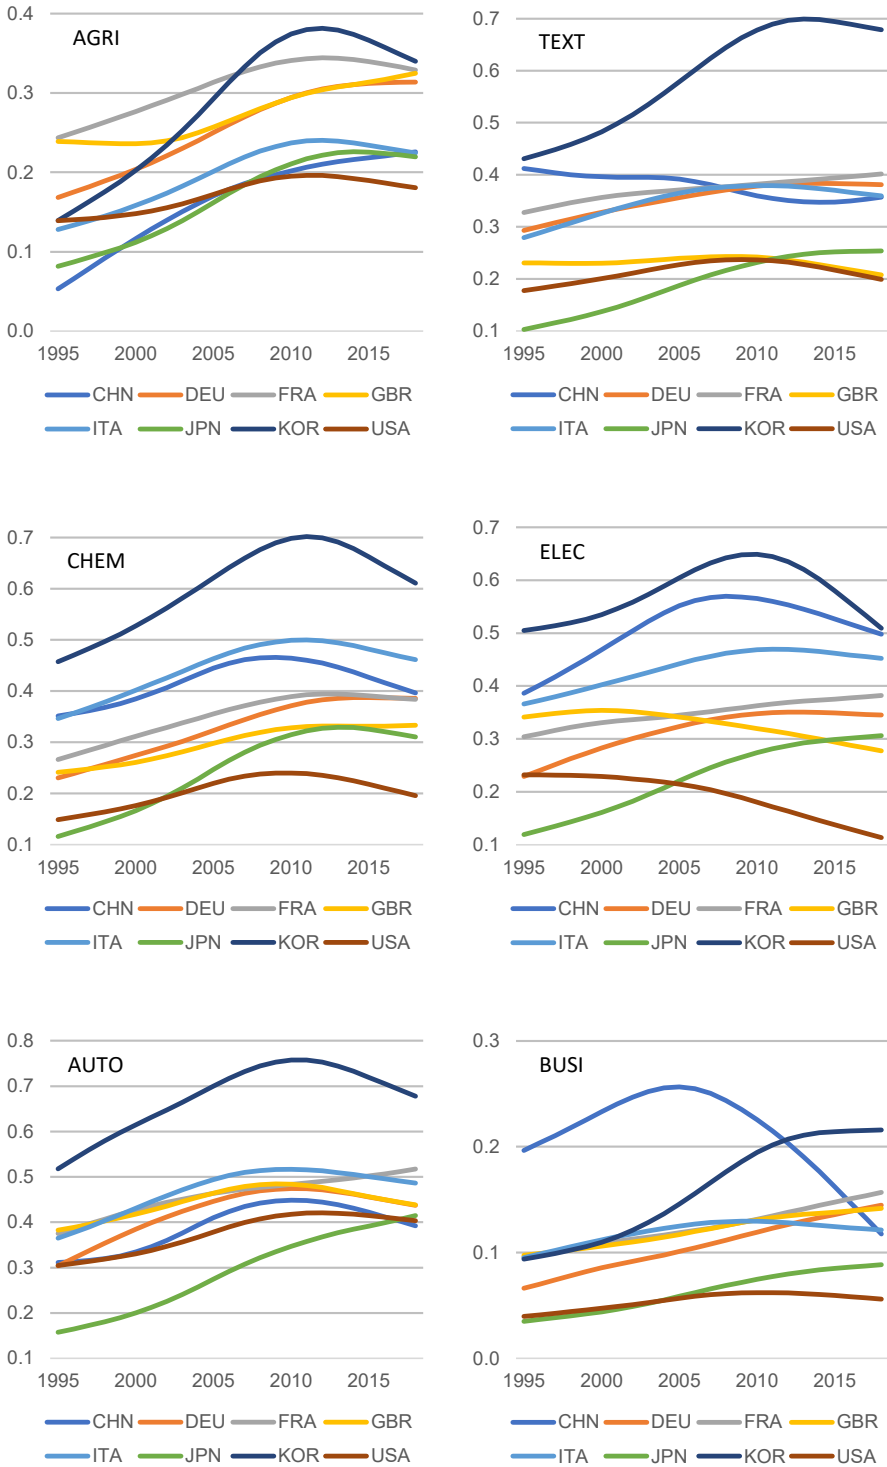 AGRI
0.4
0.3
0.2
0.1
0.0
1995 2000 2005 2010 2015
CHN DEU FRA GBR
ITA JPN KOR USA
TEXT
0.7
0.6
0.5
0.4
0.3
0.2
0.1
1995 2000 2005 2010 2015
CHN DEU FRA GBR
ITA JPN KOR USA
CHEM
0.7
0.6
0.5
0.4
0.3
0.2
0.1
1995 2000 2005 2010 2015
CHN DEU FRA GBR
ITA JPN KOR USA
ELEC
0.7
0.6
0.5
0.4
0.3
0.2
0.1
1995 2000 2005 2010 2015
CHN DEU FRA GBR
ITA JPN KOR USA
AUTO
0.8
0.7
0.6
0.5
0.4
0.3
0.2
0.1
1995 2000 2005 2010 2015
CHN DEU FRA GBR
ITA JPN KOR USA
BUSI
0.3
0.2
0.1
0.0
1995 2000 2005 2010 2015
CHN DEU FRA GBR
ITA JPN KOR USA